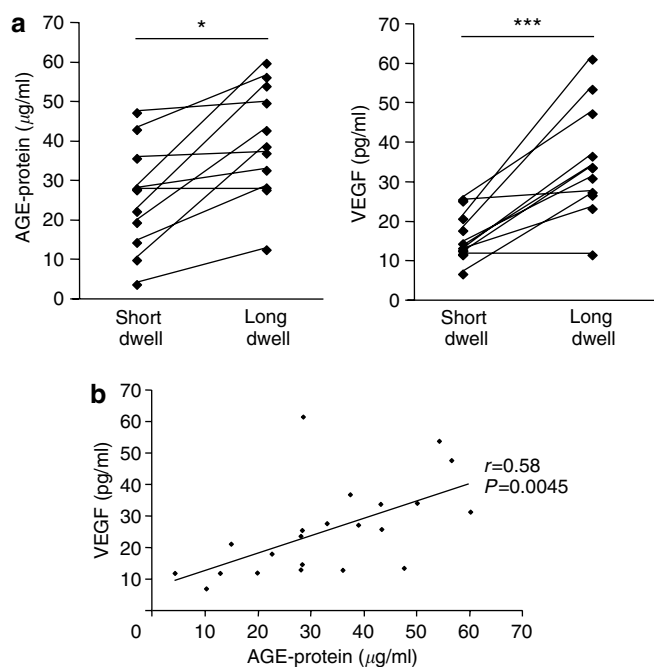 a
*
AGE-protein (μg/ml)
70
60
50
40
30
20
10
0
Short dwell
Long dwell
***
VEGF (pg/ml)
70
60
50
40
30
20
10
0
Short dwell
Long dwell
b
VEGF (pg/ml)
70
60
50
40
30
20
10
r=0.58
P=0.0045
0 10 20 30 40 50 60 70
AGE-protein (μg/ml)